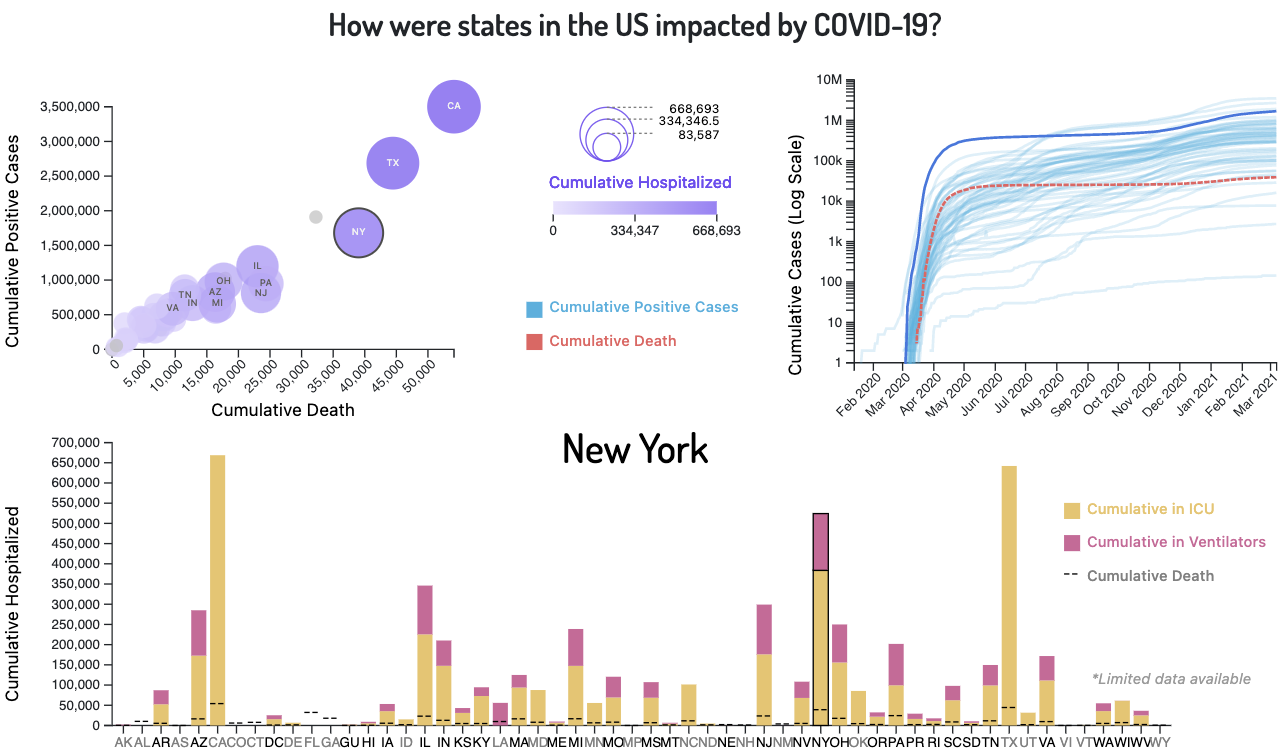 How were states in the US impacted by COVID-19?
Cumulative Positive Cases
3,500,000
3,000,000
2,500,000
2,000,000
1,500,000
1,000,000
500,000
0
CA
TX
NY
IL
OH
PA
AZ
NJ
TN
IN
MI
VA
0
5,000
10,000
15,000
20,000
25,000
30,000
35,000
40,000
45,000
50,000
Cumulative Death
668,693
334,346.5
83,587
Cumulative Hospitalized
0 334,347 668,693
Cumulative Positive Cases
Cumulative Death
Cumulative Cases (Log Scale)
10M
1M
100k
10k
1k
100
10
1
Feb 2020
Mar 2020
Apr 2020
May 2020
Jun 2020
Jul 2020
Aug 2020
Sep 2020
Oct 2020
Nov 2020
Dec 2020
Jan 2021
Feb 2021
Mar 2021
New York
Cumulative Hospitalized
700,000
650,000
600,000
550,000
500,000
450,000
400,000
350,000
300,000
250,000
200,000
150,000
100,000
50,000
0
Cumulative in ICU
Cumulative in Ventilators
Cumulative Death
*Limited data available
AK AL AR AS AZ CA CO CT DC DE FL GA GU HI IA ID IL IN KS KY LA MA MD ME MI MN MO MP MS MT NC ND NE NH NJ NM NV NY OH OK OR PA PR RI SC SD TN TX UT VA VI VT WA WI WV WY